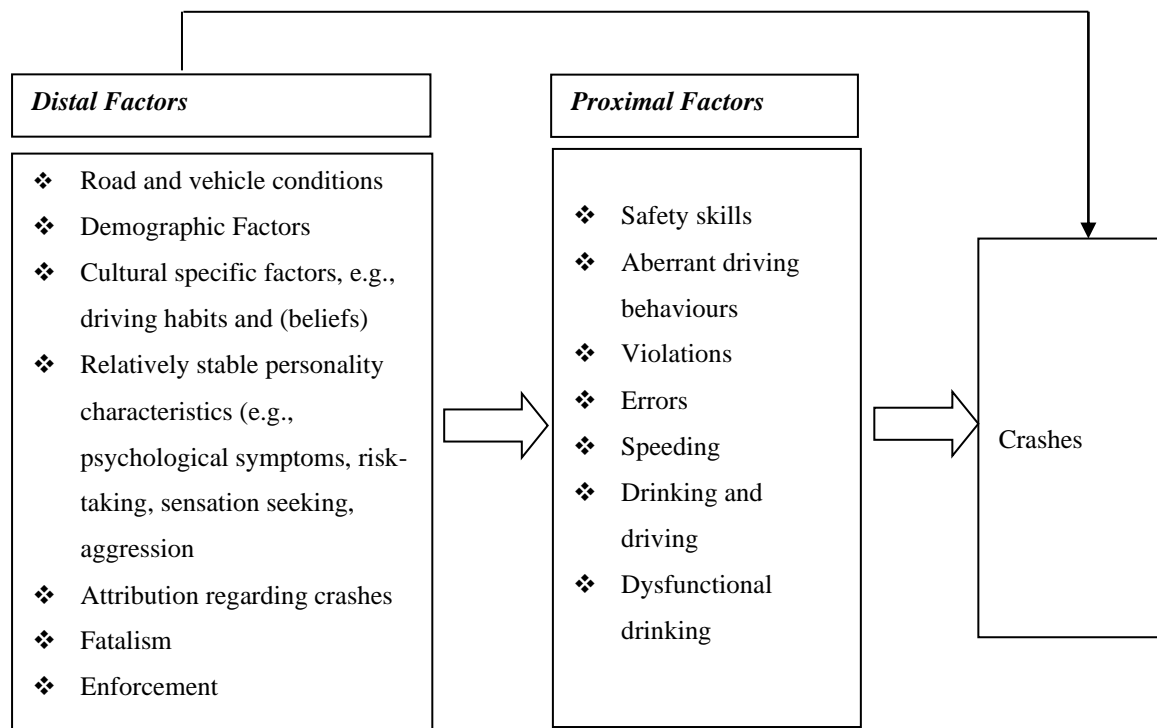 Distal Factors
❖ Road and vehicle conditions
❖ Demographic Factors
❖ Cultural specific factors, e.g.,
driving habits and (beliefs)
❖ Relatively stable personality
characteristics (e.g.,
psychological symptoms, risk-
taking, sensation seeking,
aggression
❖ Attribution regarding crashes
❖ Fatalism
❖ Enforcement
Proximal Factors
❖ Safety skills
❖ Aberrant driving
behaviours
❖ Violations
❖ Errors
❖ Speeding
❖ Drinking and
driving
❖ Dysfunctional
drinking
Crashes